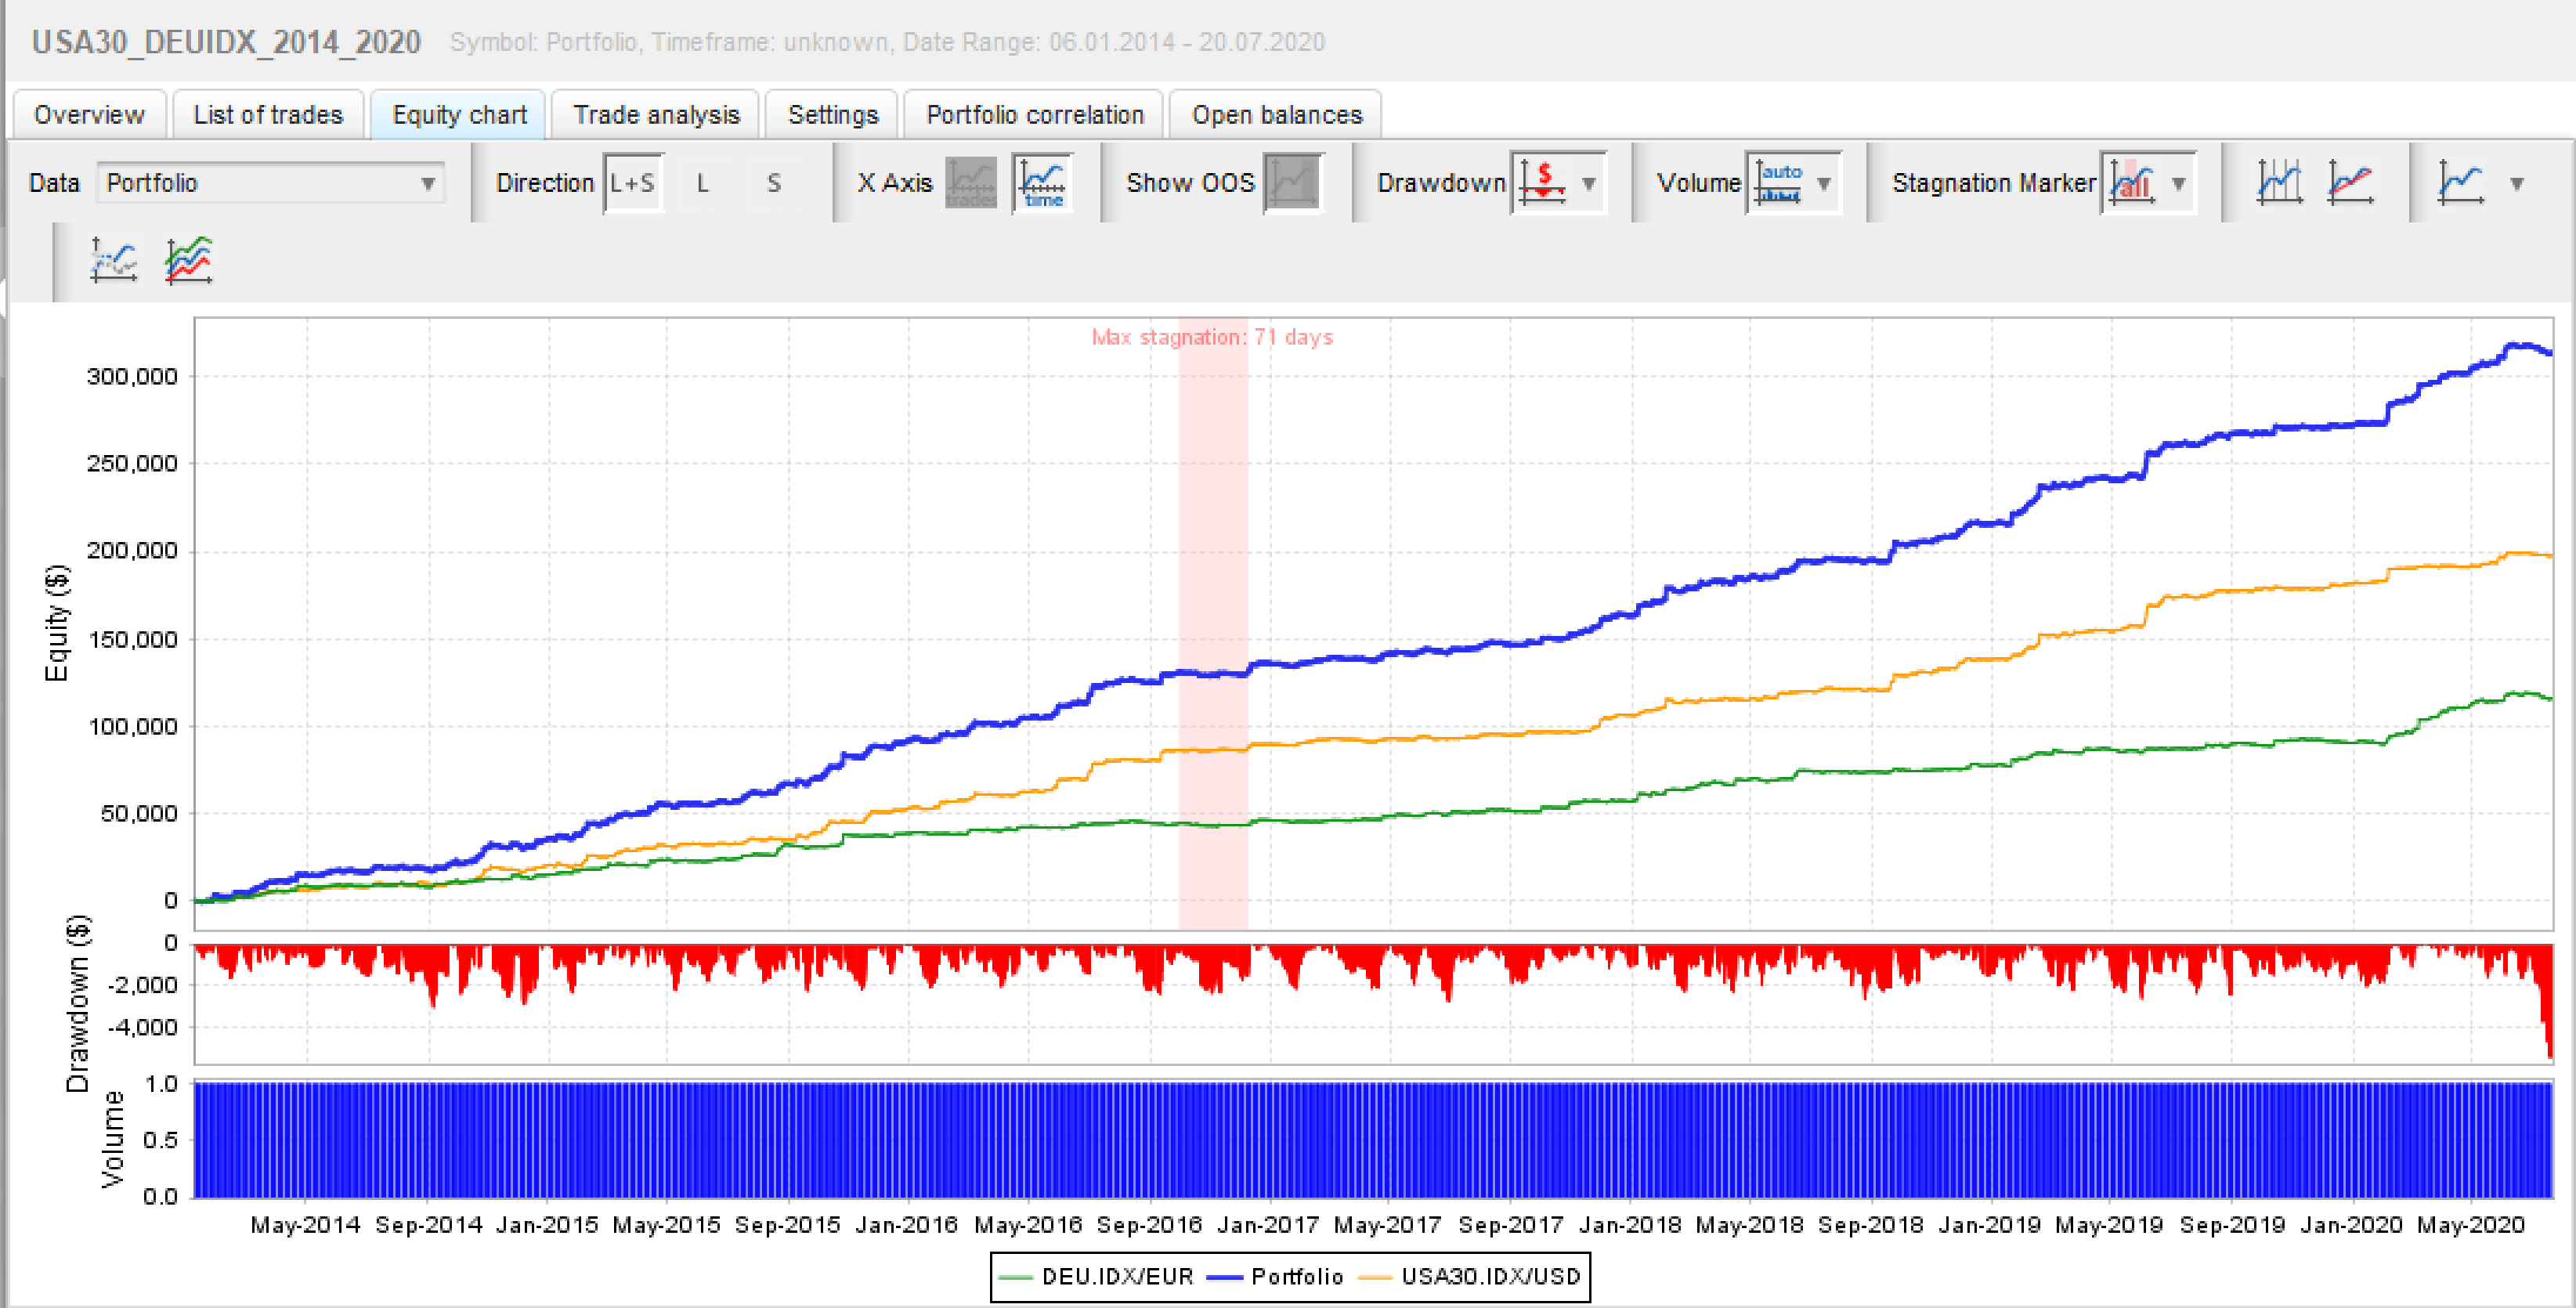 USA30_DEUIDX_2014_2020 Symbol: Portfolio, Timeframe: unknown, Date Range: 06.01.2014 - 20.07.2020
Overview List of trades Equity chart Trade analysis Settings Portfolio correlation Open balances
Data Portfolio Direction L+S L S X Axis trades time Show OOS Drawdown $ Volume auto Stagnation Marker all
Max stagnation: 71 days
Equity ($)
300,000
250,000
200,000
150,000
100,000
50,000
0
Drawdown ($)
0
-2,000
-4,000
Volume
1.0
0.5
0.0
May-2014 Sep-2014 Jan-2015 May-2015 Sep-2015 Jan-2016 May-2016 Sep-2016 Jan-2017 May-2017 Sep-2017 Jan-2018 May-2018 Sep-2018 Jan-2019 May-2019 Sep-2019 Jan-2020 May-2020
DEU.IDX/EUR Portfolio USA30.IDX/USD